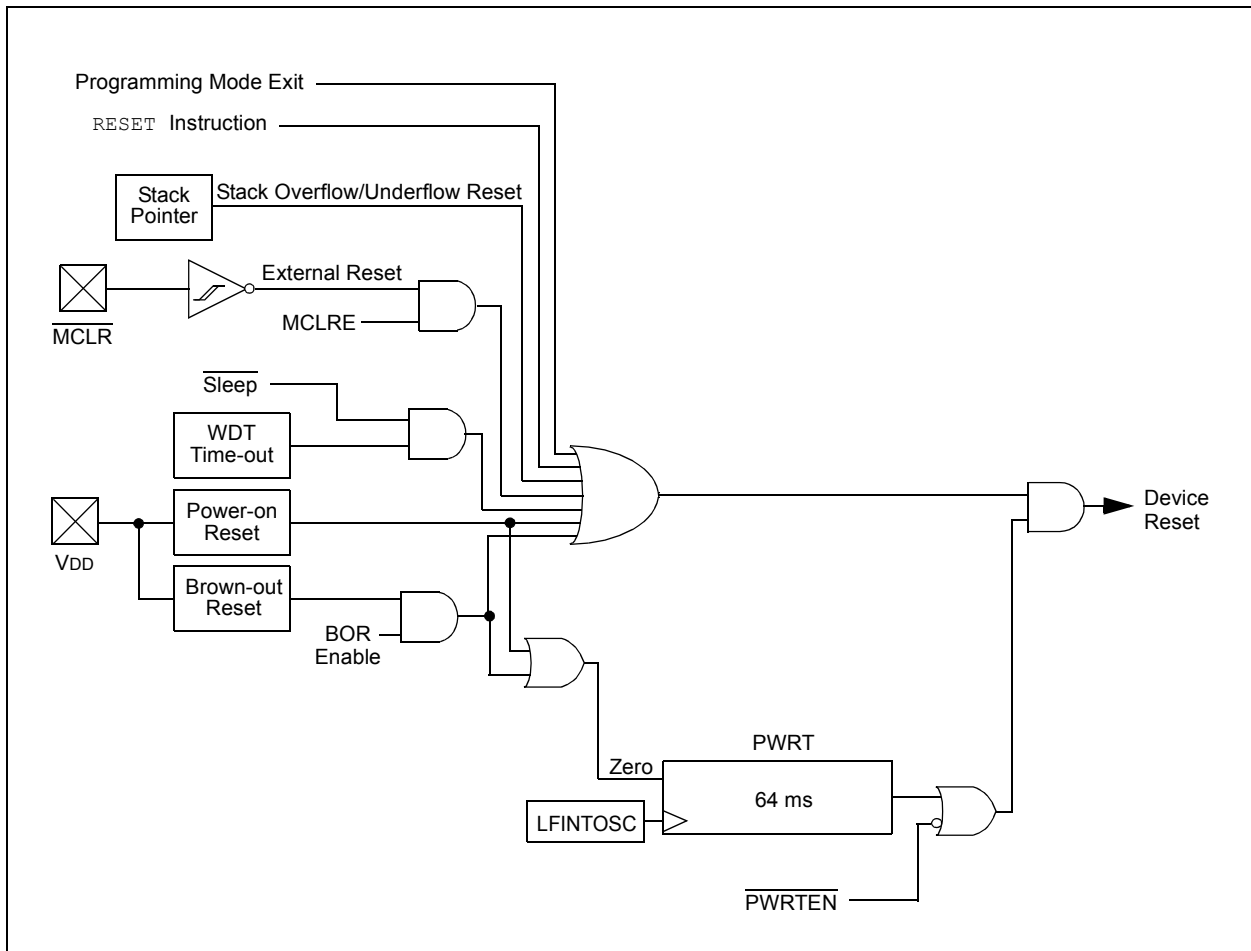 Programming Mode Exit
RESET Instruction
Stack
Pointer
Stack Overflow/Underflow Reset
External Reset
MCLR
MCLRE
Sleep
WDT
Time-out
VDD
Power-on
Reset
Brown-out
Reset
BOR
Enable
Device
Reset
PWRT
Zero
64 ms
LFINTOSC
PWRTEN